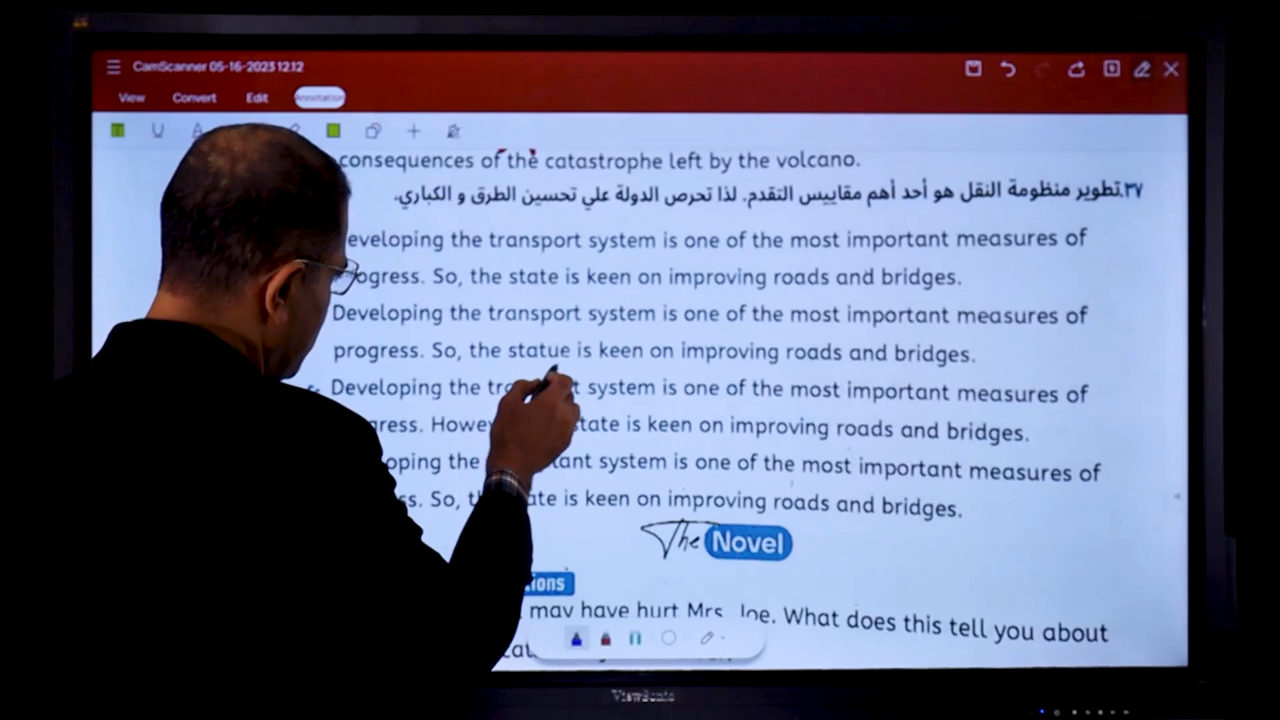 CamScanner 05-16-2023 12.12
View Convert Edit Annotation
consequences of the catastrophe left by the volcano.
٣٧. تطوير منظومة النقل هو أحد أهم مقاييس التقدم. لذا تحرص الدولة علي تحسين الطرق و الكباري.
eveloping the transport system is one of the most important measures of
ogress. So, the state is keen on improving roads and bridges.
Developing the transport system is one of the most important measures of
progress. So, the statue is keen on improving roads and bridges.
Developing the system is one of the most important measures of
gress. state is keen on improving roads and bridges.
oping the system is one of the most important measures of
So, is keen on improving roads and bridges.
The Novel
ions
may have hurt Mrs. Joe. What does this tell you about
ViewSonic